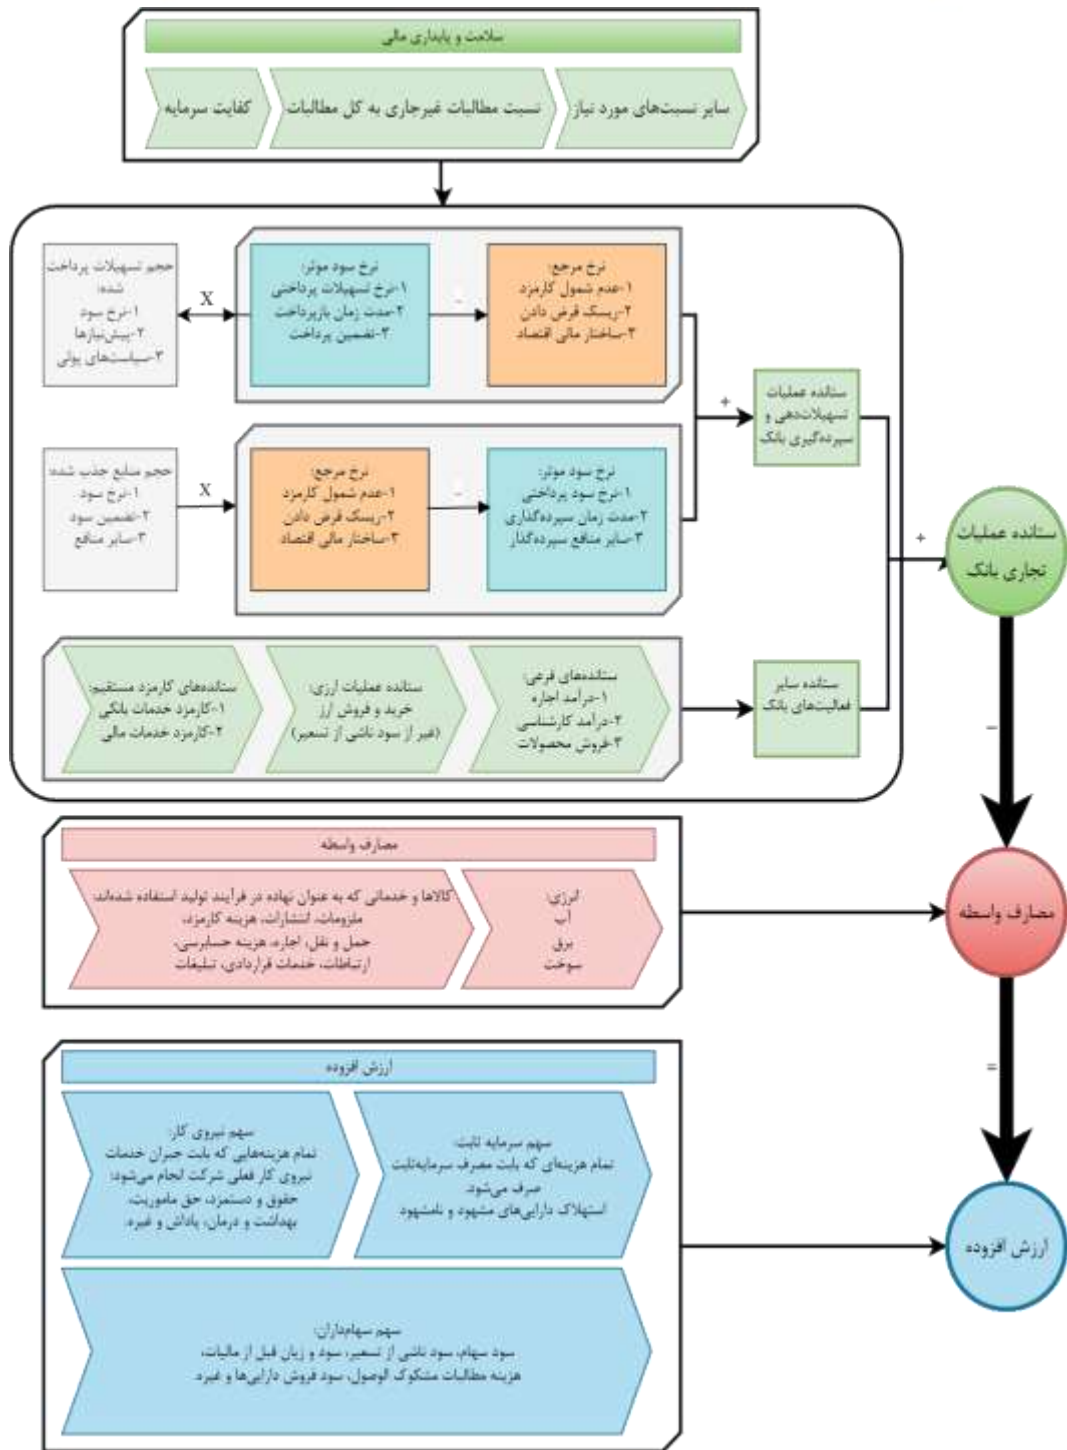 سلامت و پایداری مالی
سایر نسبت‌های مورد نیاز
نسبت مطالبات غیرجاری به کل مطالبات
کفایت سرمایه
نرخ مرجع:
۱-عدم شمول کارمزد
۲-ریسک قرض دادن
۳-ساختار مالی اقتصاد
-
نرخ سود موثر:
۱-نرخ تسهیلات پرداختی
۲-مدت زمان بازپرداخت
۳-تضمین پرداخت
X
حجم تسهیلات پرداخت
شده:
۱-نرخ سود
۲-پیش‌نیازها
۳-سیاست‌های پولی
+
ستانده عملیات
تسهیلات‌دهی و
سپرده‌گیری بانک
نرخ سود موثر:
۱-نرخ سود پرداختی
۲-مدت زمان سپرده‌گذاری
۳-سایر منافع سپرده‌گذار
-
نرخ مرجع:
۱-عدم شمول کارمزد
۲-ریسک قرض دادن
۳-ساختار مالی اقتصاد
X
حجم منابع جذب شده:
۱-نرخ سود
۲-تضمین سود
۳-سایر منافع
+
ستانده عملیات
تجاری بانک
ستانده سایر
فعالیت‌های بانک
ستانده‌های فرعی:
۱-درآمد اجاره
۲-درآمد کارشناسی
۳-فروش محصولات
ستانده عملیات ارزی:
خرید و فروش ارز
(غیر از سود ناشی از تسعیر)
ستانده‌های کارمزد مستقیم:
۱-کارمزد خدمات بانکی
۲-کارمزد خدمات مالی
-
مصارف واسطه
مصارف واسطه
انرژی:
آب
برق
سوخت
کالاها و خدماتی که به عنوان نهاده در فرآیند تولید استفاده شده‌اند:
ملزومات، انتشارات، هزینه کارمزد،
حمل و نقل، اجاره، هزینه حسابرسی،
ارتباطات، خدمات قراردادی، تبلیغات
=
ارزش افزوده
ارزش افزوده
سهم سرمایه ثابت:
تمام هزینه‌ای که بابت مصرف سرمایه‌ثابت
صرف می‌شود.
استهلاک دارایی‌های مشهود و نامشهود
سهم نیروی کار:
تمام هزینه‌هایی که بابت جبران خدمات
نیروی کار فعلی شرکت انجام می‌شود:
حقوق و دستمزد، حق ماموریت،
بهداشت و درمان، پاداش و غیره.
سهم سهام‌داران:
سود سهام، سود ناشی از تسعیر، سود و زیان قبل از مالیات،
هزینه مطالبات مشکوک الوصول، سود فروش دارایی‌ها و غیره.